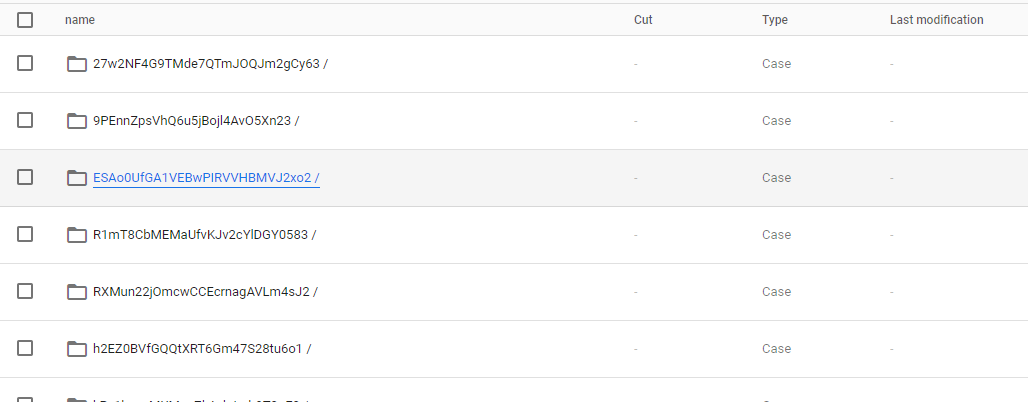 name Cut Type Last modification
27w2NF4G9TMde7QTmJOQJm2gCy63 / - Case -
9PEnnZpsVhQ6u5jBojl4AvO5Xn23 / - Case -
ESAo0UfGA1VEBwPIRVVHBMVJ2xo2 / - Case -
R1mT8CbMEMaUfvKJv2cYlDGY0583 / - Case -
RXMun22jOmcwCCEcrnagAVLm4sJ2 / - Case -
h2EZ0BVfGQQtXRT6Gm47S28tu6o1 / - Case -